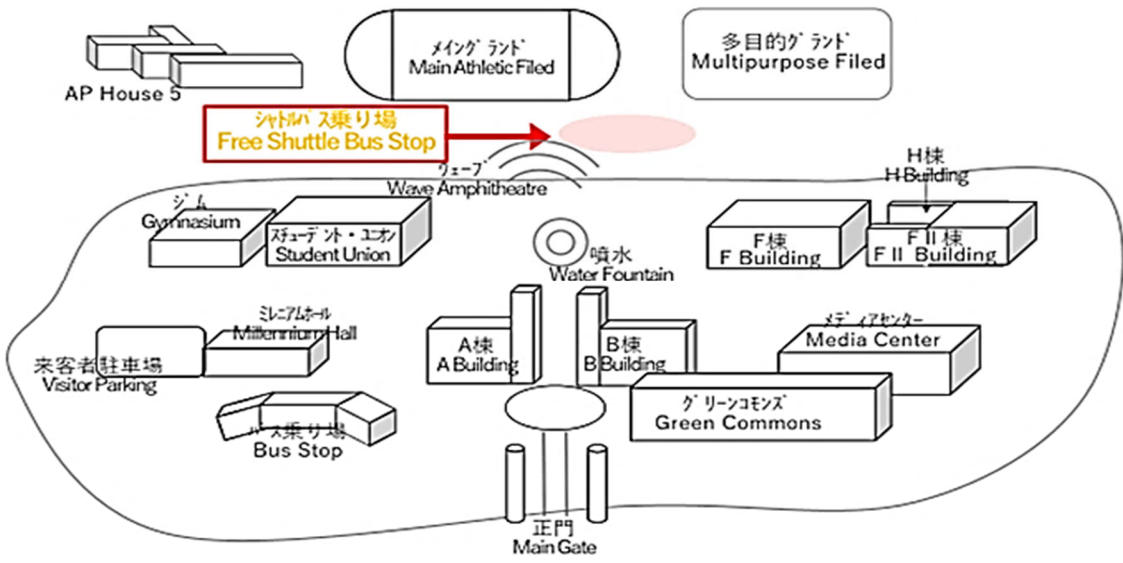 メイングランド
Main Athletic Filed
多目的グランド
Multipurpose Filed
AP House 5
シャトルバス乗り場
Free Shuttle Bus Stop
ウェーブ
Wave Amphitheatre
H棟
H Building
ジム
Gymnasium
スチューデント・ユニオン
Student Union
噴水
Water Fountain
F棟
F Building
FⅡ棟
FⅡ Building
ミレニアムホール
Millennium Hall
来客者駐車場
Visitor Parking
A棟
A Building
B棟
B Building
メディアセンター
Media Center
グリーンコモンズ
Green Commons
バス乗り場
Bus Stop
正門
Main Gate